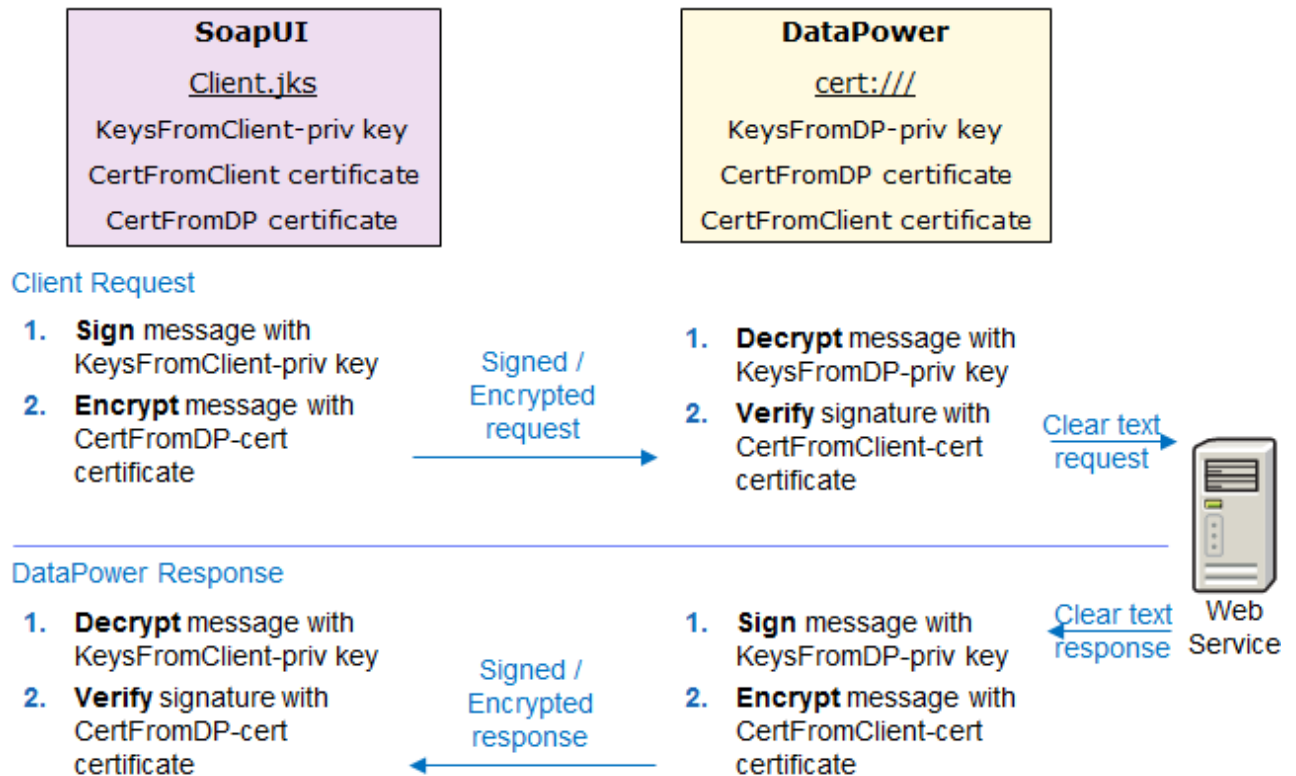 SoapUI
Client.jks
KeysFromClient-priv key
CertFromClient certificate
CertFromDP certificate
DataPower
cert:///
KeysFromDP-priv key
CertFromDP certificate
CertFromClient certificate
Client Request
1. Sign message with
KeysFromClient-priv key
2. Encrypt message with
CertFromDP-cert
certificate
Signed /
Encrypted
request
1. Decrypt message with
KeysFromDP-priv key
2. Verify signature with
CertFromClient-cert
certificate
Clear text
request
DataPower Response
1. Decrypt message with
KeysFromClient-priv key
2. Verify signature with
CertFromDP-cert
certificate
Signed /
Encrypted
response
1. Sign message with
KeysFromDP-priv key
2. Encrypt message with
CertFromClient-cert
certificate
Clear text
response
Web
Service